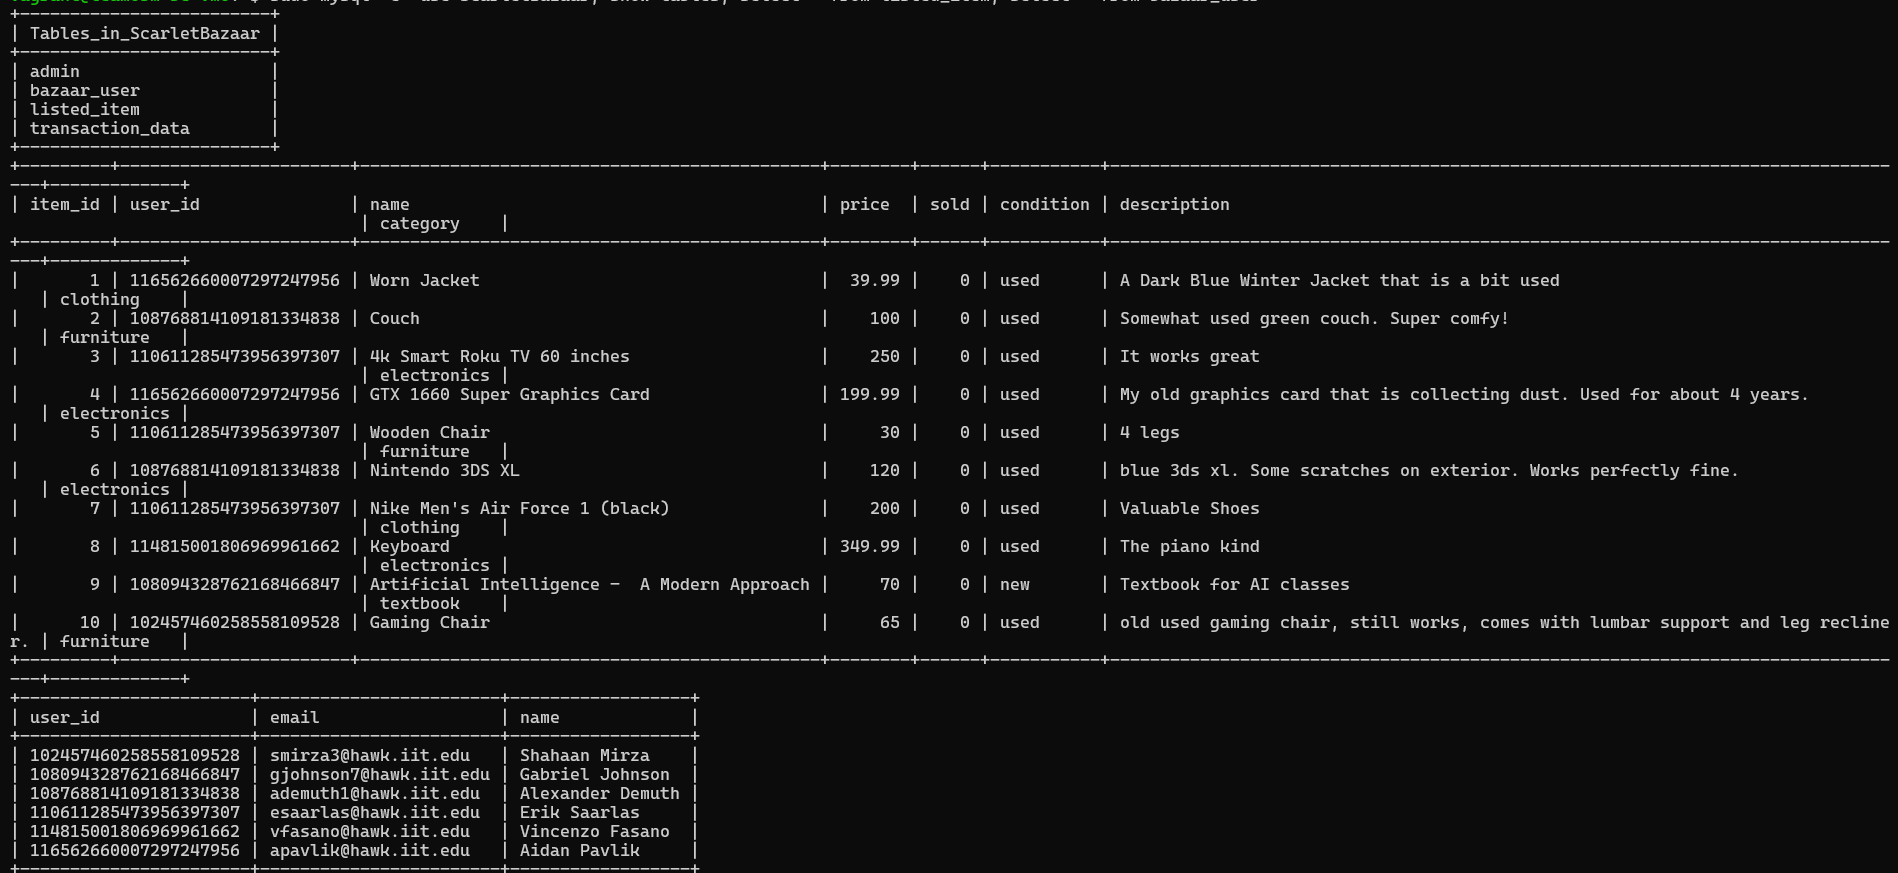 +-------------------------+
| Tables_in_ScarletBazaar |
+-------------------------+
| admin                   |
| bazaar_user             |
| listed_item             |
| transaction_data        |
+-------------------------+
| item_id | user_id               | name                                         | price  | sold | condition | description
| category    |
| 1 | 116562660007297247956 | Worn Jacket | 39.99 | 0 | used | A Dark Blue Winter Jacket that is a bit used
| clothing    |
| 2 | 108768814109181334838 | Couch | 100 | 0 | used | Somewhat used green couch. Super comfy!
| furniture   |
| 3 | 110611285473956397307 | 4k Smart Roku TV 60 inches | 250 | 0 | used | It works great
| electronics |
| 4 | 116562660007297247956 | GTX 1660 Super Graphics Card | 199.99 | 0 | used | My old graphics card that is collecting dust. Used for about 4 years.
| electronics |
| 5 | 110611285473956397307 | Wooden Chair | 30 | 0 | used | 4 legs
| furniture   |
| 6 | 108768814109181334838 | Nintendo 3DS XL | 120 | 0 | used | blue 3ds xl. Some scratches on exterior. Works perfectly fine.
| electronics |
| 7 | 110611285473956397307 | Nike Men's Air Force 1 (black) | 200 | 0 | used | Valuable Shoes
| clothing    |
| 8 | 114815001806969961662 | Keyboard | 349.99 | 0 | used | The piano kind
| electronics |
| 9 | 108094328762168466847 | Artificial Intelligence -  A Modern Approach | 70 | 0 | new | Textbook for AI classes
| textbook    |
| 10 | 102457460258558109528 | Gaming Chair | 65 | 0 | used | old used gaming chair, still works, comes with lumbar support and leg recline
r. | furniture   |
| user_id               | email                  | name             |
| 102457460258558109528 | smirza3@hawk.iit.edu   | Shahaan Mirza    |
| 108094328762168466847 | gjohnson7@hawk.iit.edu | Gabriel Johnson  |
| 108768814109181334838 | ademuth1@hawk.iit.edu  | Alexander Demuth |
| 110611285473956397307 | esaarlas@hawk.iit.edu  | Erik Saarlas     |
| 114815001806969961662 | vfasano@hawk.iit.edu   | Vincenzo Fasano  |
| 116562660007297247956 | apavlik@hawk.iit.edu   | Aidan Pavlik     |